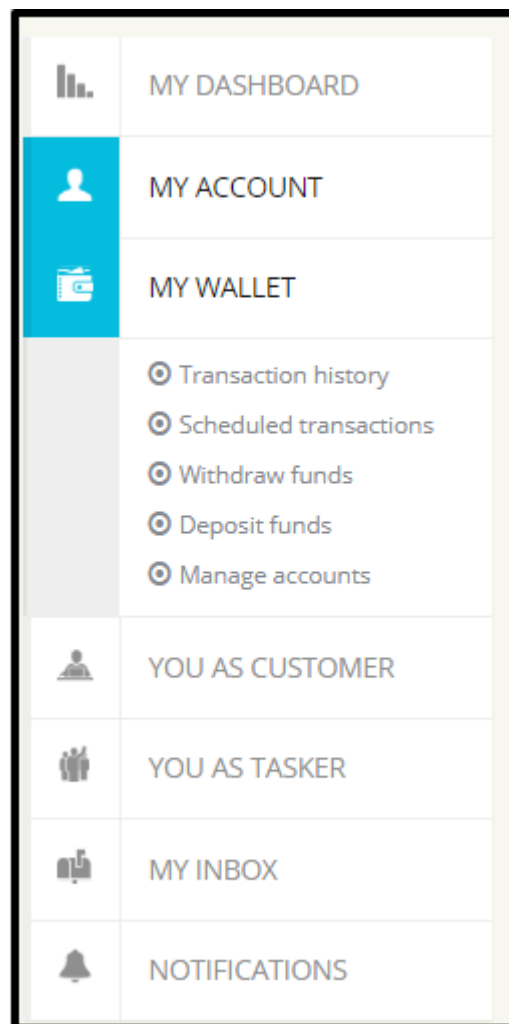 MY DASHBOARD
MY ACCOUNT
MY WALLET
Transaction history
Scheduled transactions
Withdraw funds
Deposit funds
Manage accounts
YOU AS CUSTOMER
YOU AS TASKER
MY INBOX
NOTIFICATIONS